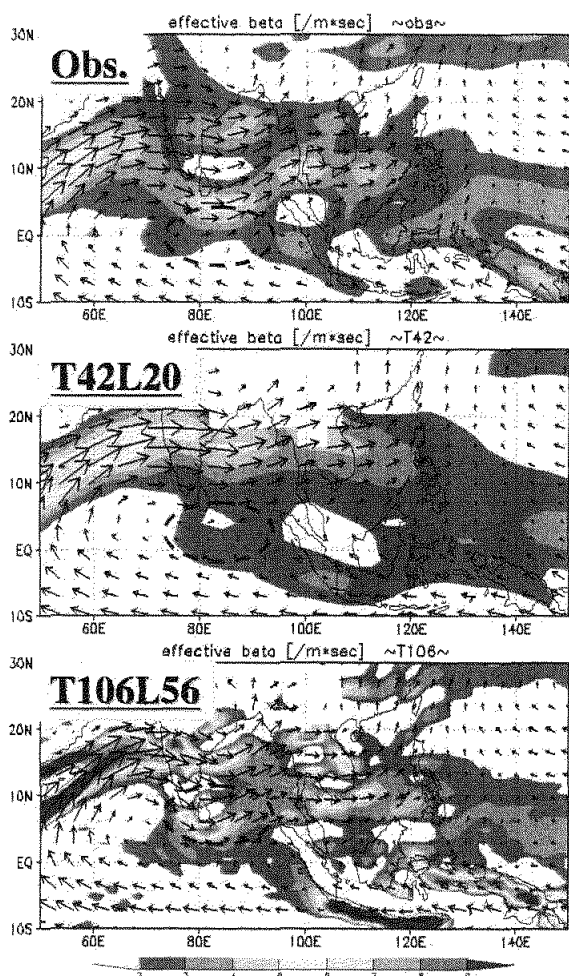 effective beta [/m*sec] ~obs~
Obs.
30N
20N
10N
EQ
10S
60E 80E 100E 120E 140E
effective beta [/m*sec] ~T42~
T42L20
30N
20N
10N
EQ
10S
60E 80E 100E 120E 140E
effective beta [/m*sec] ~T106~
T106L56
30N
20N
10N
EQ
10S
60E 80E 100E 120E 140E